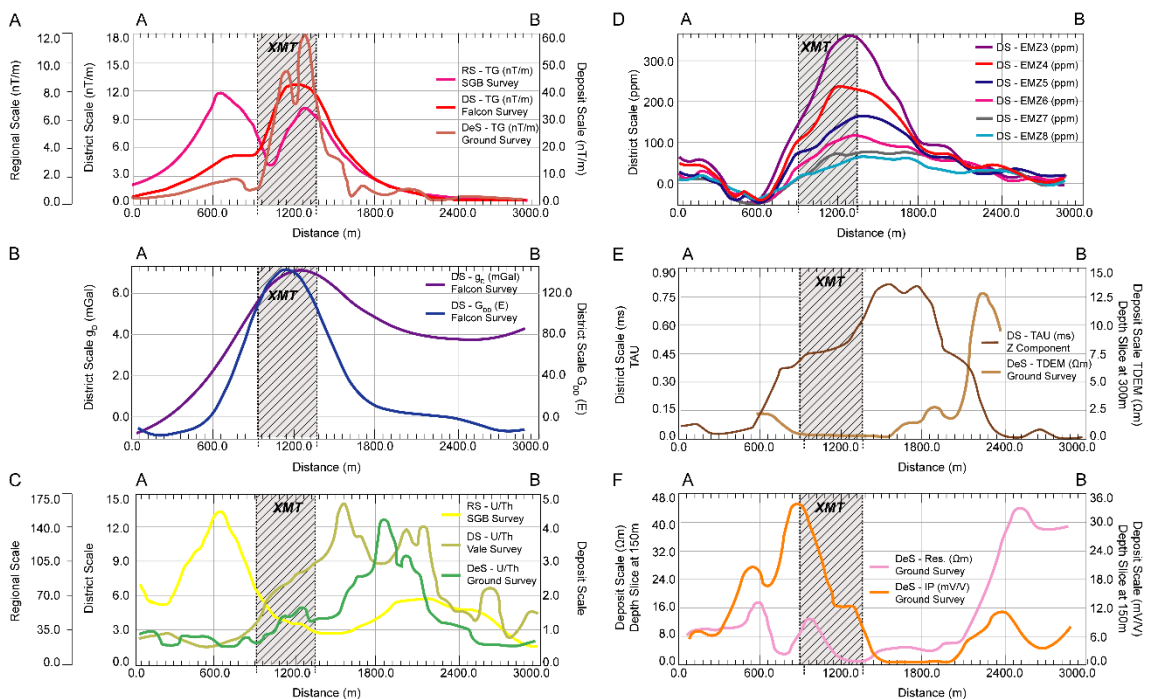 A
A
B
12.0
10.0
8.0
6.0
4.0
2.0
0.0
Regional Scale (nT/m)
18.0
15.0
12.0
9.0
6.0
3.0
0.0
District Scale (nT/m)
XMT
RS - TG (nT/m)
SGB Survey
DS - TG (nT/m)
Falcon Survey
DeS - TG (nT/m)
Ground Survey
60.0
50.0
40.0
30.0
20.0
10.0
0.0
Deposit Scale (nT/m)
0.0 600.0 1200.0 1800.0 2400.0 3000.0
Distance (m)
B
A
B
6.0
4.0
2.0
0.0
District Scale gD (mGal)
XMT
DS - gD (mGal)
Falcon Survey
DS - GDD (E)
Falcon Survey
120.0
80.0
40.0
0.0
District Scale GDD (E)
0.0 600.0 1200.0 1800.0 2400.0 3000.0
Distance (m)
C
A
B
175.0
140.0
105.0
70.0
35.0
0.0
Regional Scale
15.0
12.0
9.0
6.0
3.0
0.0
District Scale
XMT
RS - U/Th
SGB Survey
DS - U/Th
Vale Survey
DeS - U/Th
Ground Survey
5.0
4.0
3.0
2.0
1.0
0.0
Deposit Scale
0.0 600.0 1200.0 1800.0 2400.0 3000.0
Distance (m)
D
A
B
300.0
200.0
100.0
0.0
District Scale (ppm)
XMT
DS - EMZ3 (ppm)
DS - EMZ4 (ppm)
DS - EMZ5 (ppm)
DS - EMZ6 (ppm)
DS - EMZ7 (ppm)
DS - EMZ8 (ppm)
0.0 600.0 1200.0 1800.0 2400.0 3000.0
Distance (m)
E
A
B
0.90
0.75
0.60
0.45
0.30
0.15
0.0
District Scale (ms)
TAU
XMT
DS - TAU (ms)
Z Component
DeS - TDEM (Ωm)
Ground Survey
15.0
12.5
10.0
7.5
5.0
2.5
0.0
Deposit Scale TDEM (Ωm)
Depth Slice at 300m
0.0 600.0 1200.0 1800.0 2400.0 3000.0
Distance (m)
F
A
B
48.0
40.0
32.0
24.0
16.0
8.0
0.0
Deposit Scale (Ωm)
Depth Slice at 150m
XMT
DeS - Res. (Ωm)
Ground Survey
DeS - IP (mV/V)
Ground Survey
36.0
30.0
24.0
18.0
12.0
6.0
0.0
Deposit Scale (mV/V)
Depth Slice at 150m
0.0 600.0 1200.0 1800.0 2400.0 3000.0
Distance (m)